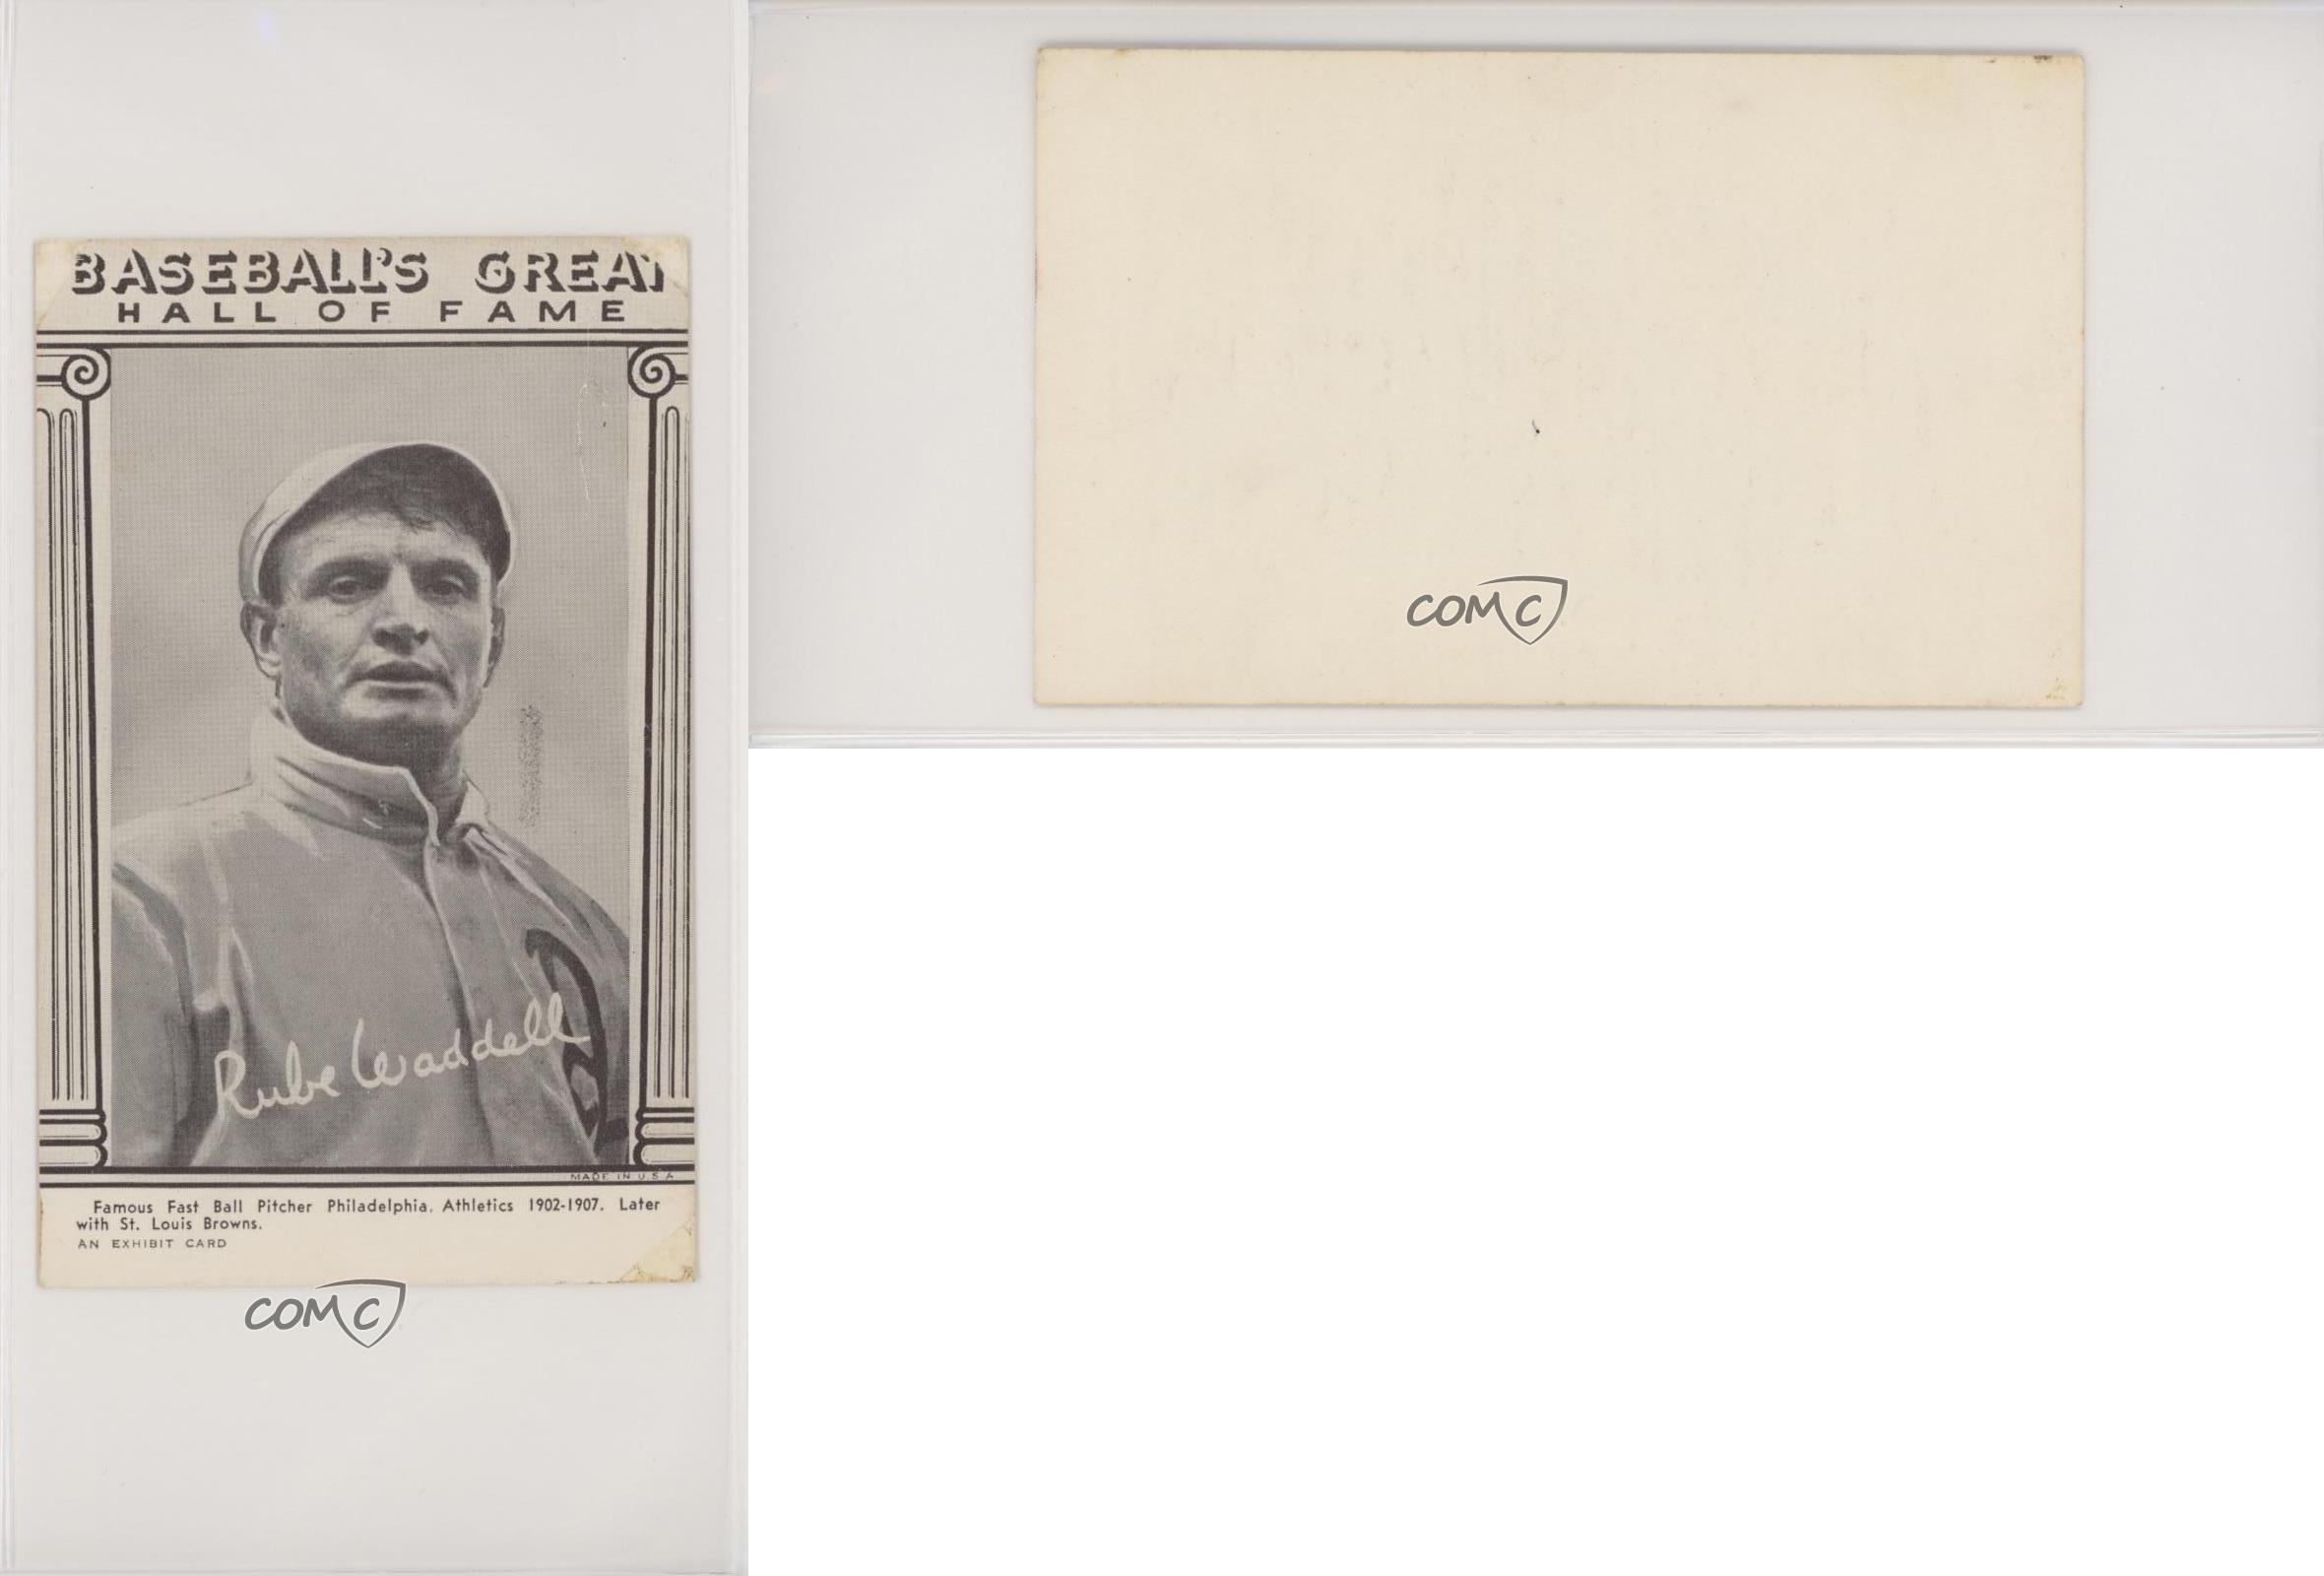 BASEBALL'S GREAT
HALL OF FAME
Rube Waddell
MADE IN U.S.A.
Famous Fast Ball Pitcher Philadelphia. Athletics 1902-1907. Later
with St. Louis Browns.
AN EXHIBIT CARD
COMC
COMC